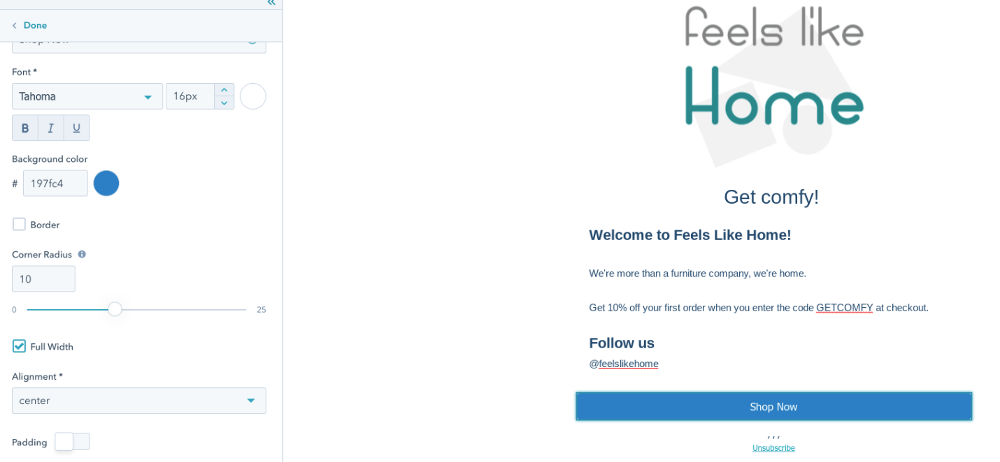 Done
Shop Now
Font *
Tahoma
16px
B I U
Background color
# 197fc4
Border
Corner Radius
10
0 25
Full Width
Alignment *
center
Padding
feels like
Home
Get comfy!
Welcome to Feels Like Home!
We're more than a furniture company, we're home.
Get 10% off your first order when you enter the code GETCOMFY at checkout.
Follow us
@feelslikehome
Shop Now
, , ,
Unsubscribe